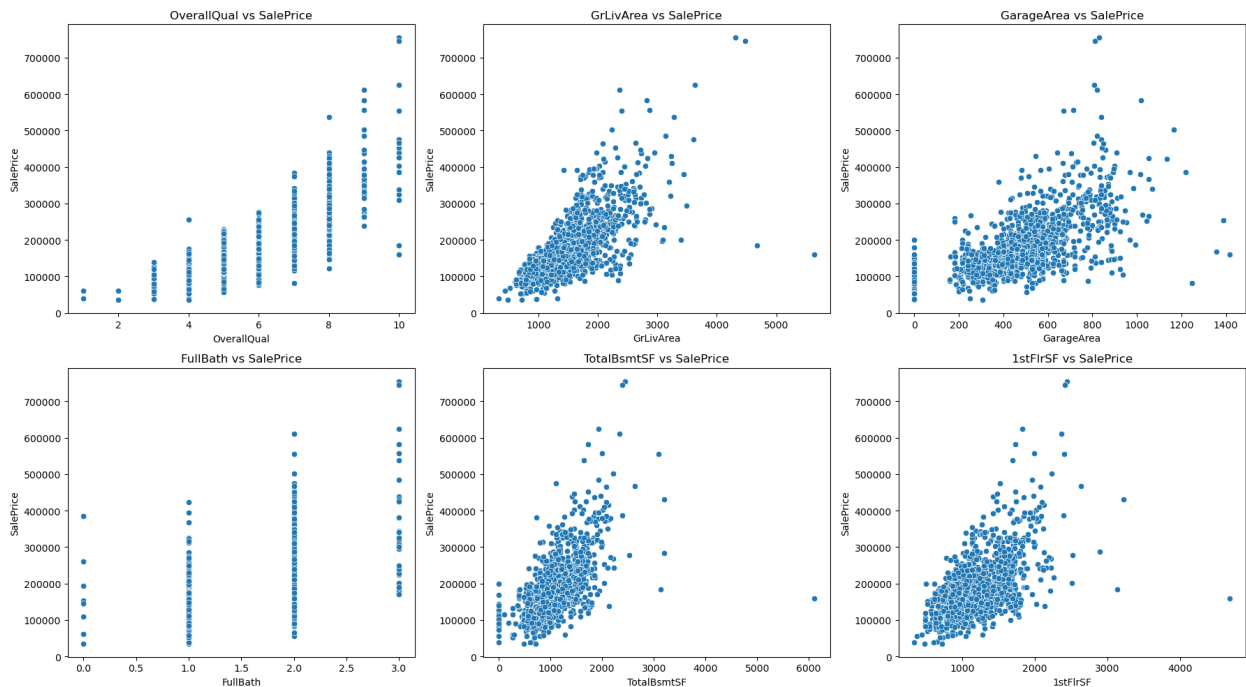 OverallQual vs SalePrice
700000
600000
500000
400000
300000
200000
100000
0
SalePrice
2 4 6 8 10
OverallQual
GrLivArea vs SalePrice
700000
600000
500000
400000
300000
200000
100000
0
SalePrice
1000 2000 3000 4000 5000
GrLivArea
GarageArea vs SalePrice
700000
600000
500000
400000
300000
200000
100000
0
SalePrice
0 200 400 600 800 1000 1200 1400
GarageArea
FullBath vs SalePrice
700000
600000
500000
400000
300000
200000
100000
0
SalePrice
0.0 0.5 1.0 1.5 2.0 2.5 3.0
FullBath
TotalBsmtSF vs SalePrice
700000
600000
500000
400000
300000
200000
100000
0
SalePrice
0 1000 2000 3000 4000 5000 6000
TotalBsmtSF
1stFlrSF vs SalePrice
700000
600000
500000
400000
300000
200000
100000
0
SalePrice
1000 2000 3000 4000
1stFlrSF